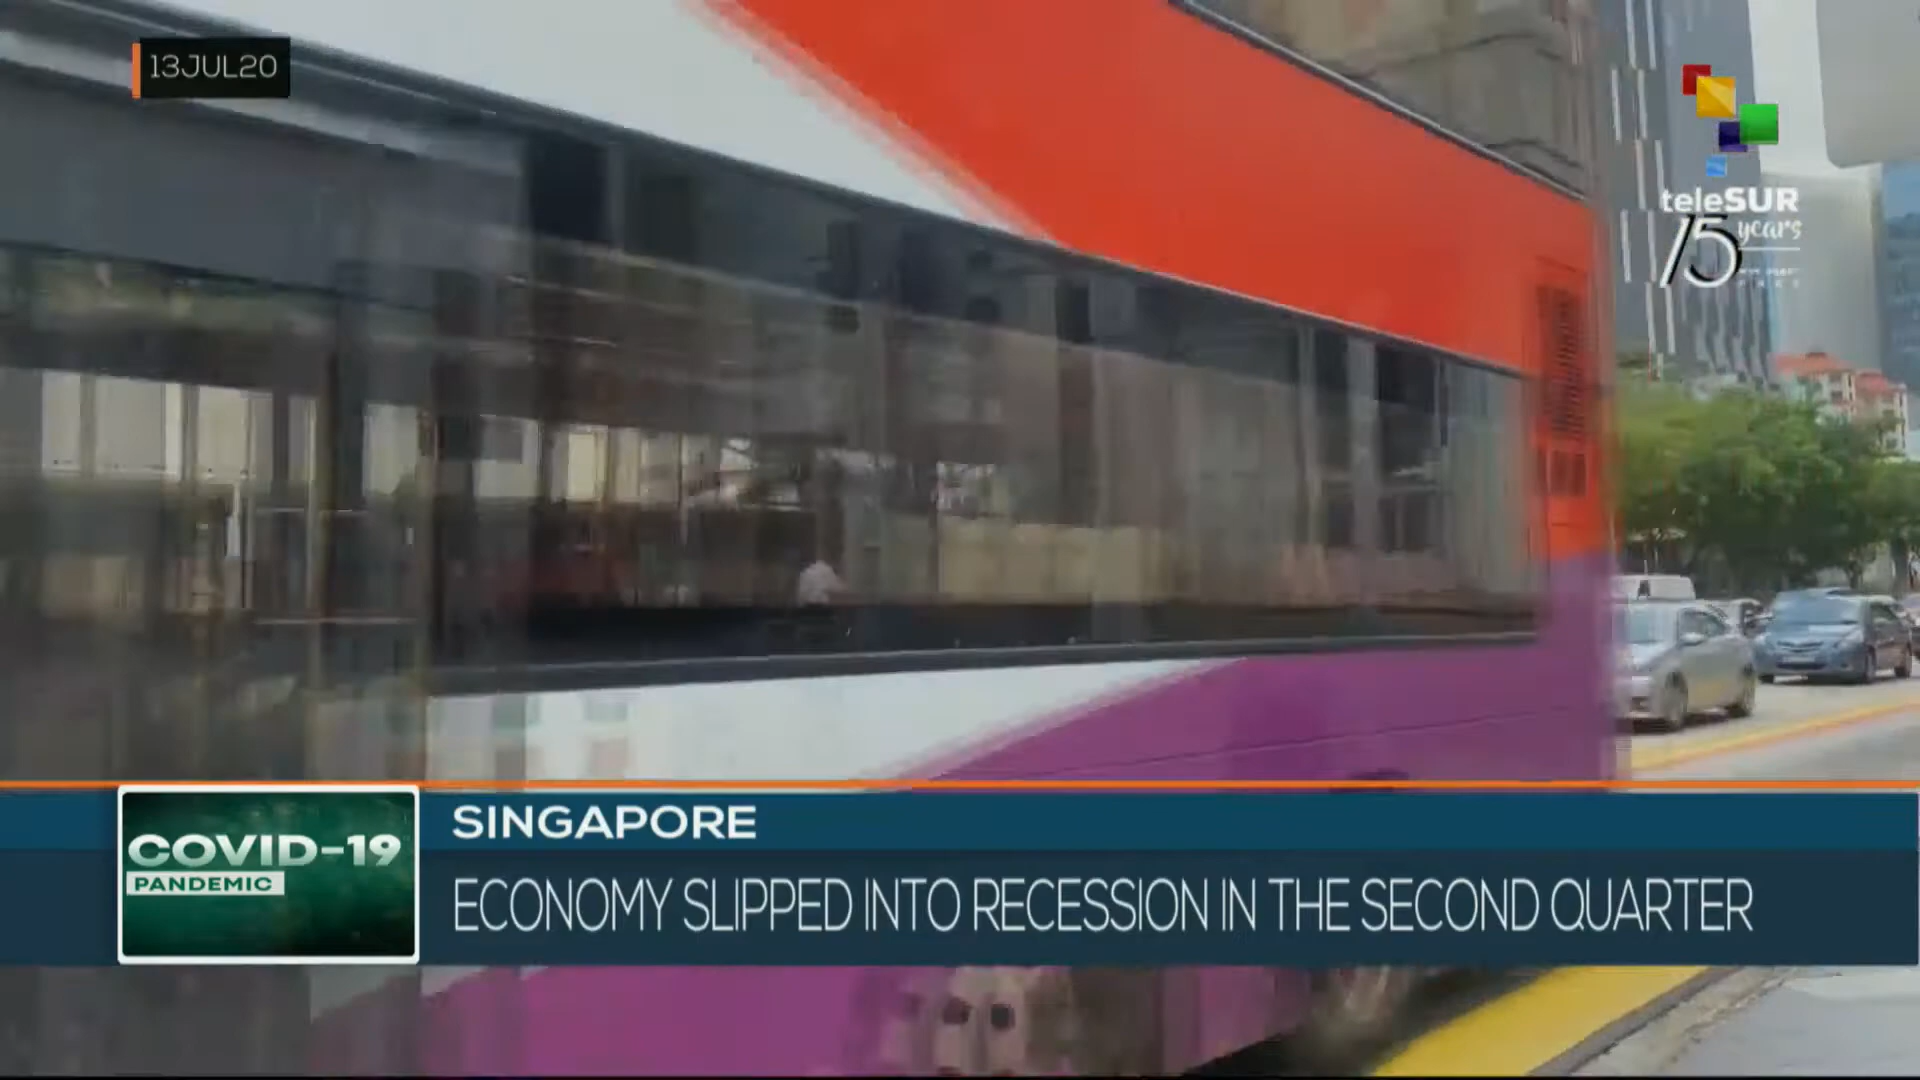 13JUL20
teleSUR
15 years
COVID-19
PANDEMIC
SINGAPORE
ECONOMY SLIPPED INTO RECESSION IN THE SECOND QUARTER